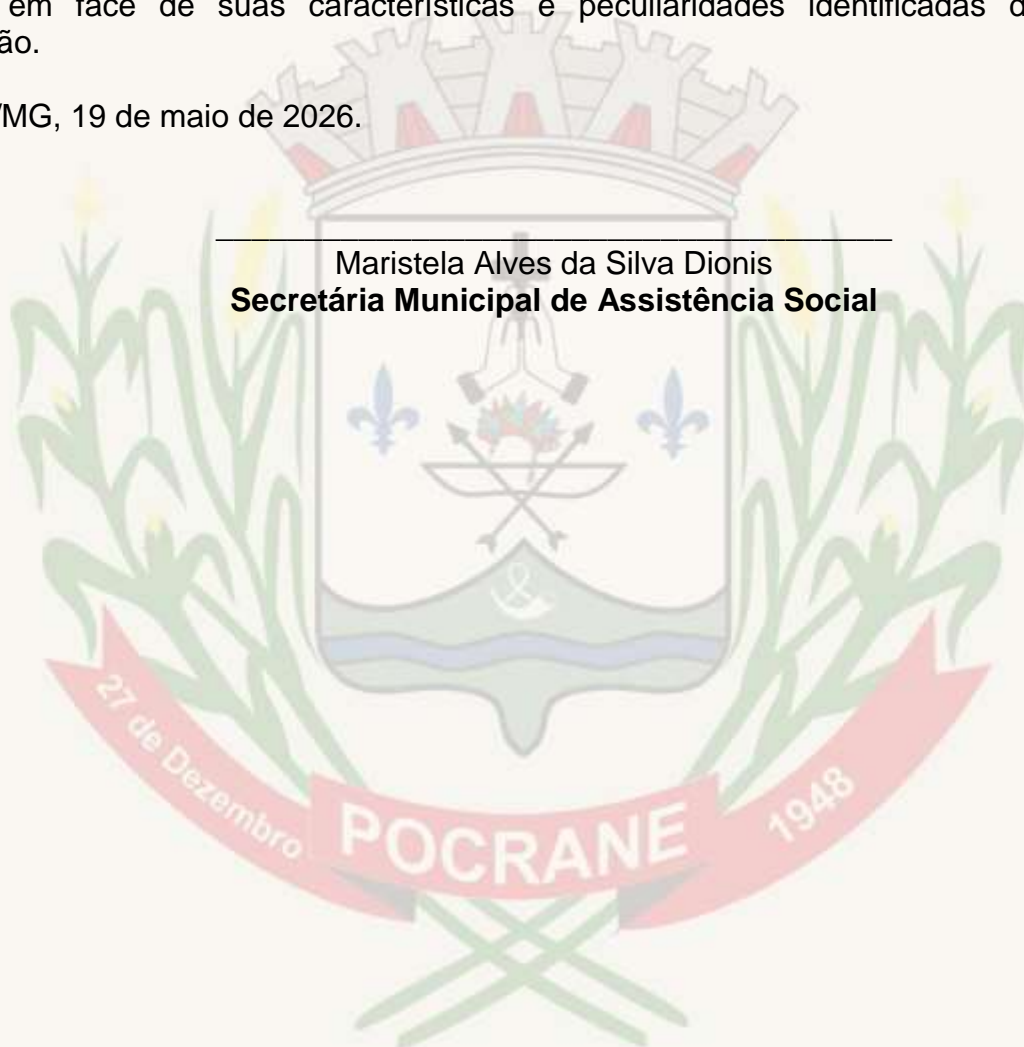 em face de suas características e peculiaridades identificadas d
ão.
/MG, 19 de maio de 2026.
Maristela Alves da Silva Dionis
Secretária Municipal de Assistência Social
27 de Dezembro
POCRANE
1948